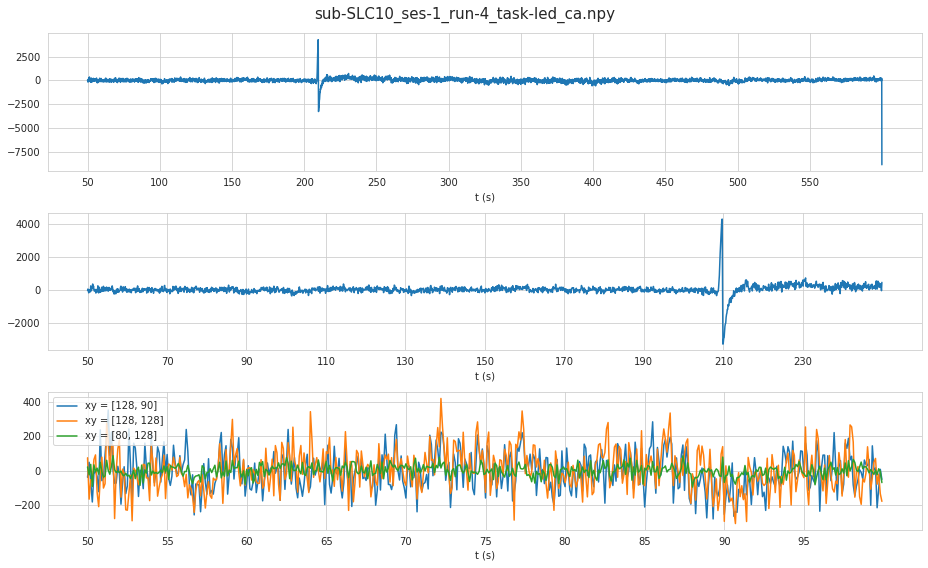 sub-SLC10_ses-1_run-4_task-led_ca.npy
2500
0
−2500
−5000
−7500
50 100 150 200 250 300 350 400 450 500 550
t (s)
4000
2000
0
−2000
50 70 90 110 130 150 170 190 210 230
t (s)
400
200
0
−200
xy = [128, 90]
xy = [128, 128]
xy = [80, 128]
50 55 60 65 70 75 80 85 90 95
t (s)